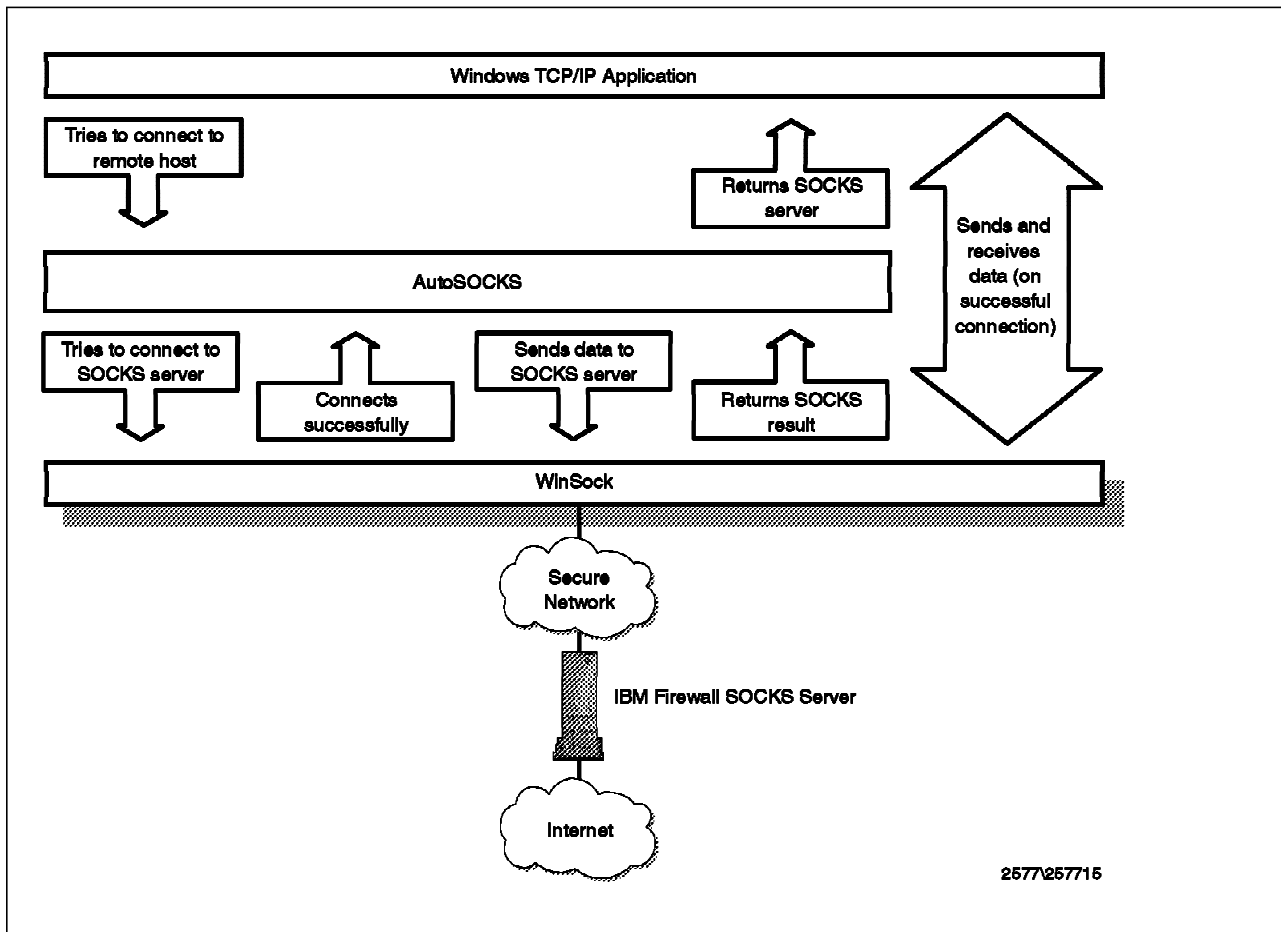 Windows TCP/IP Application
Tries to connect to
remote host
Returns SOCKS
server
Sends and
receives
data (on
successful
connection)
AutoSOCKS
Tries to connect to
SOCKS server
Connects
successfully
Sends data to
SOCKS server
Returns SOCKS
result
WinSock
Secure
Network
IBM Firewall SOCKS Server
Internet
2577\257715